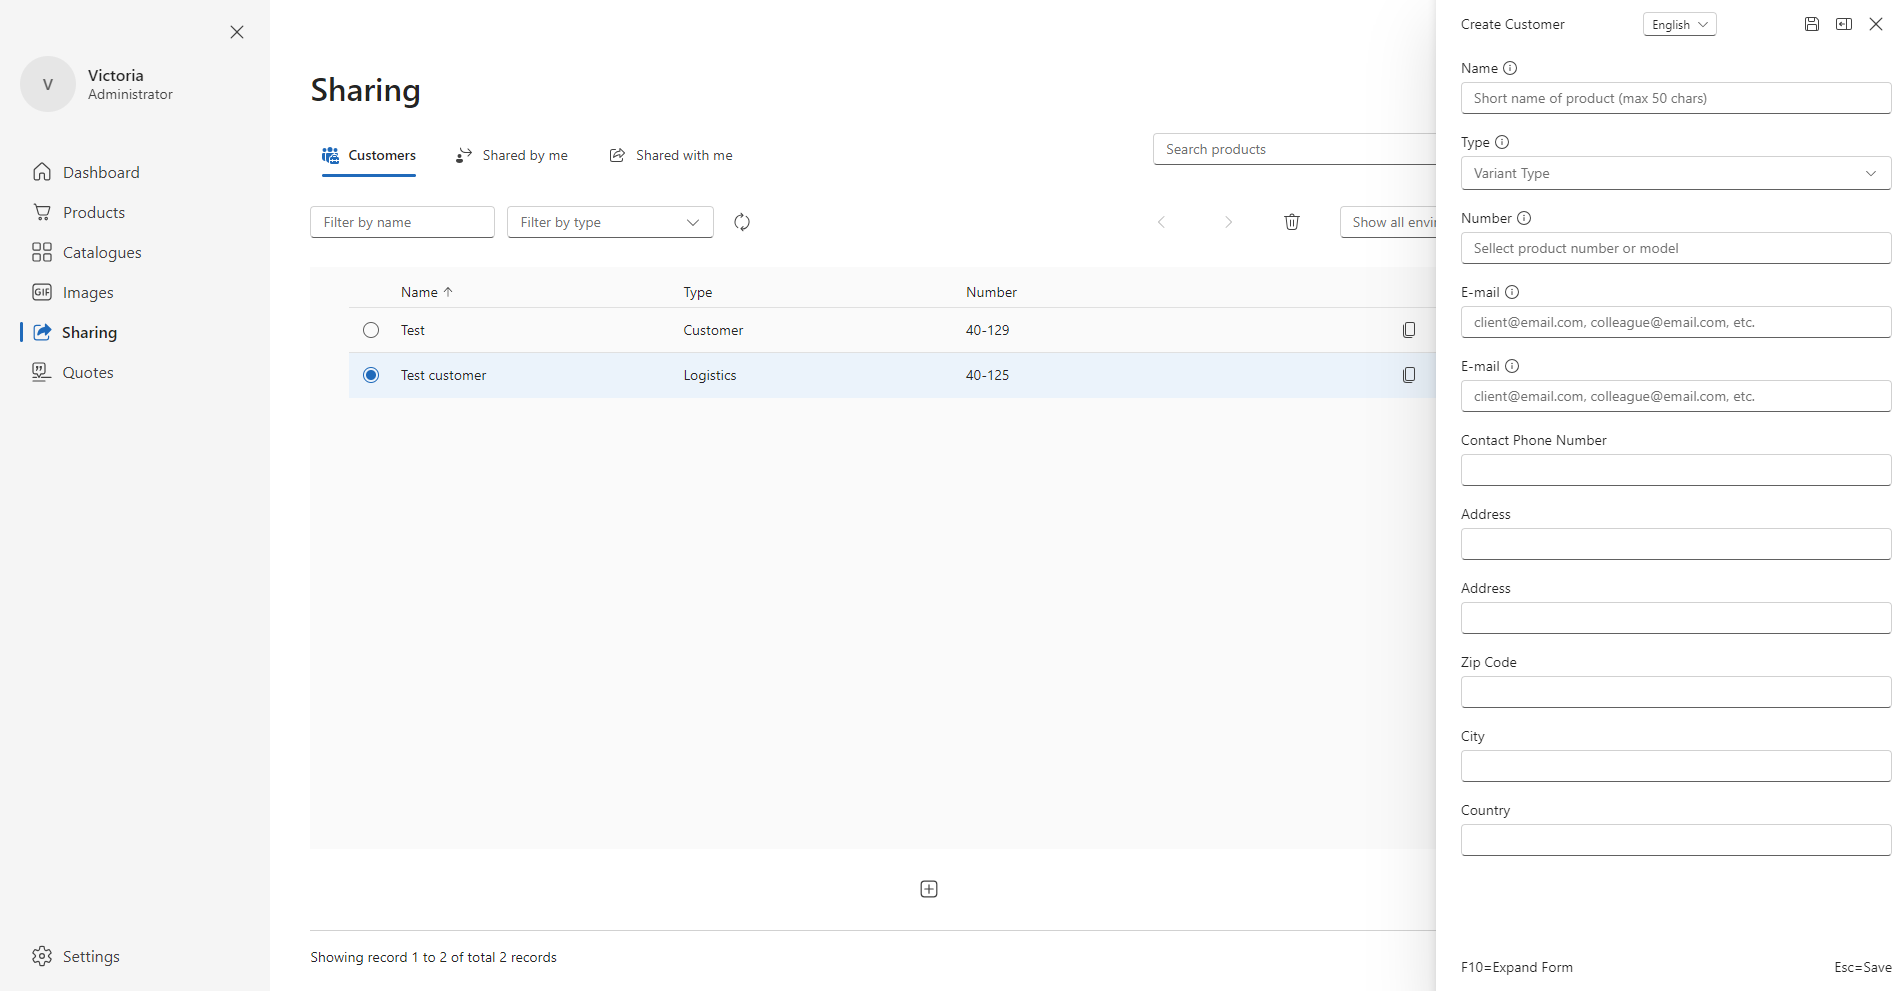 V
Victoria
Administrator
Dashboard
Products
Catalogues
GIF
Images
Sharing
Quotes
Settings
Sharing
Customers
Shared by me
Shared with me
Search products
Filter by name
Filter by type
Show all envi
Name
Type
Number
Test
Customer
40-129
Test customer
Logistics
40-125
Showing record 1 to 2 of total 2 records
Create Customer
English
Name
Short name of product (max 50 chars)
Type
Variant Type
Number
Sellect product number or model
E-mail
client@email.com, colleague@email.com, etc.
E-mail
client@email.com, colleague@email.com, etc.
Contact Phone Number
Address
Address
Zip Code
City
Country
F10=Expand Form
Esc=Save